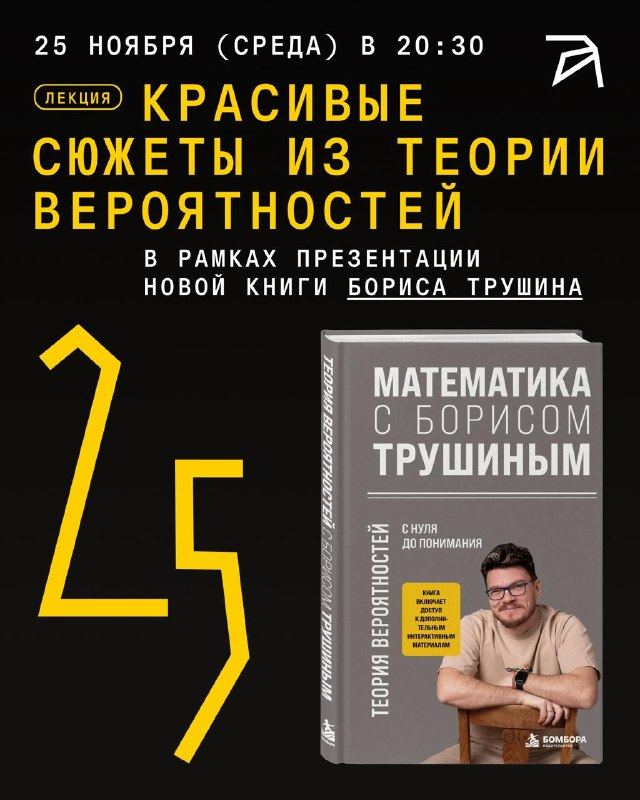 25 НОЯБРЯ (СРЕДА) В 20:30
ЛЕКЦИЯ КРАСИВЫЕ
СЮЖЕТЫ ИЗ ТЕОРИИ
ВЕРОЯТНОСТЕЙ
В РАМКАХ ПРЕЗЕНТАЦИИ
НОВОЙ КНИГИ БОРИСА ТРУШИНА
25
ТЕОРИЯ ВЕРОЯТНОСТЕЙ С БОРИСОМ ТРУШИНЫМ
МАТЕМАТИКА
С БОРИСОМ
ТРУШИНЫМ
ТЕОРИЯ ВЕРОЯТНОСТЕЙ
С НУЛЯ
ДО ПОНИМАНИЯ
КНИГА
ВКЛЮЧАЕТ
ДОСТУП
К ДОПОЛНИ-
ТЕЛЬНЫМ
ИНТЕРАКТИВНЫМ
МАТЕРИАЛАМ
БОМБОРА
ИЗДАТЕЛЬСТВО